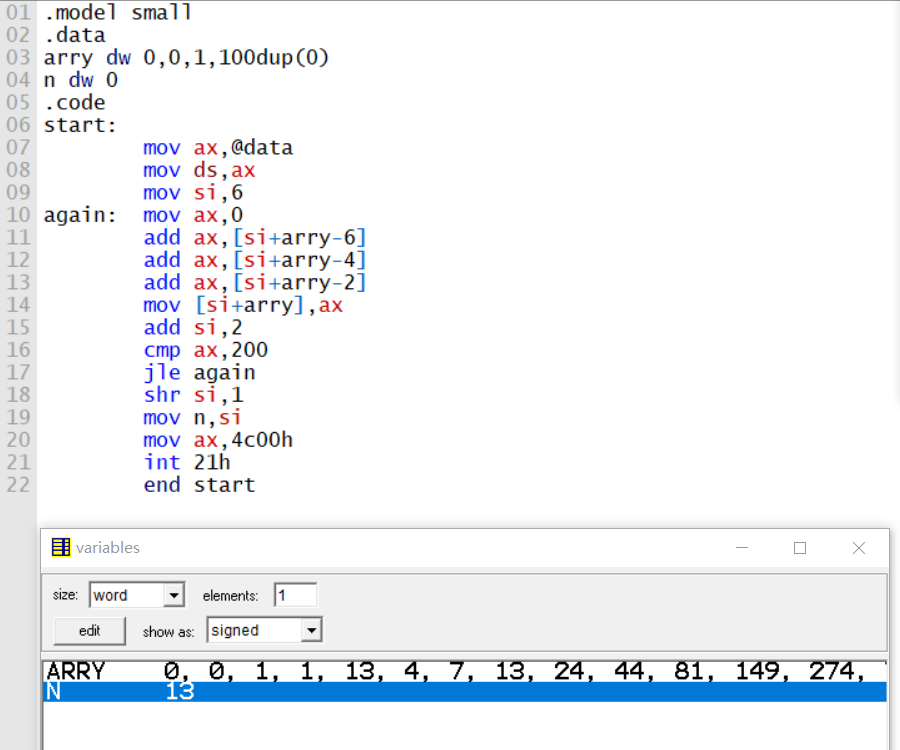 01 .model small
02 .data
03 arry dw 0,0,1,100dup(0)
04 n dw 0
05 .code
06 start:
07 mov ax,@data
08 mov ds,ax
09 mov si,6
10 again: mov ax,0
11 add ax,[si+arry-6]
12 add ax,[si+arry-4]
13 add ax,[si+arry-2]
14 mov [si+arry],ax
15 add si,2
16 cmp ax,200
17 jle again
18 shr si,1
19 mov n,si
20 mov ax,4c00h
21 int 21h
22 end start
variables
size: word elements: 1
edit show as: signed
ARRY 0, 0, 1, 1, 13, 4, 7, 13, 24, 44, 81, 149, 274,
N 13